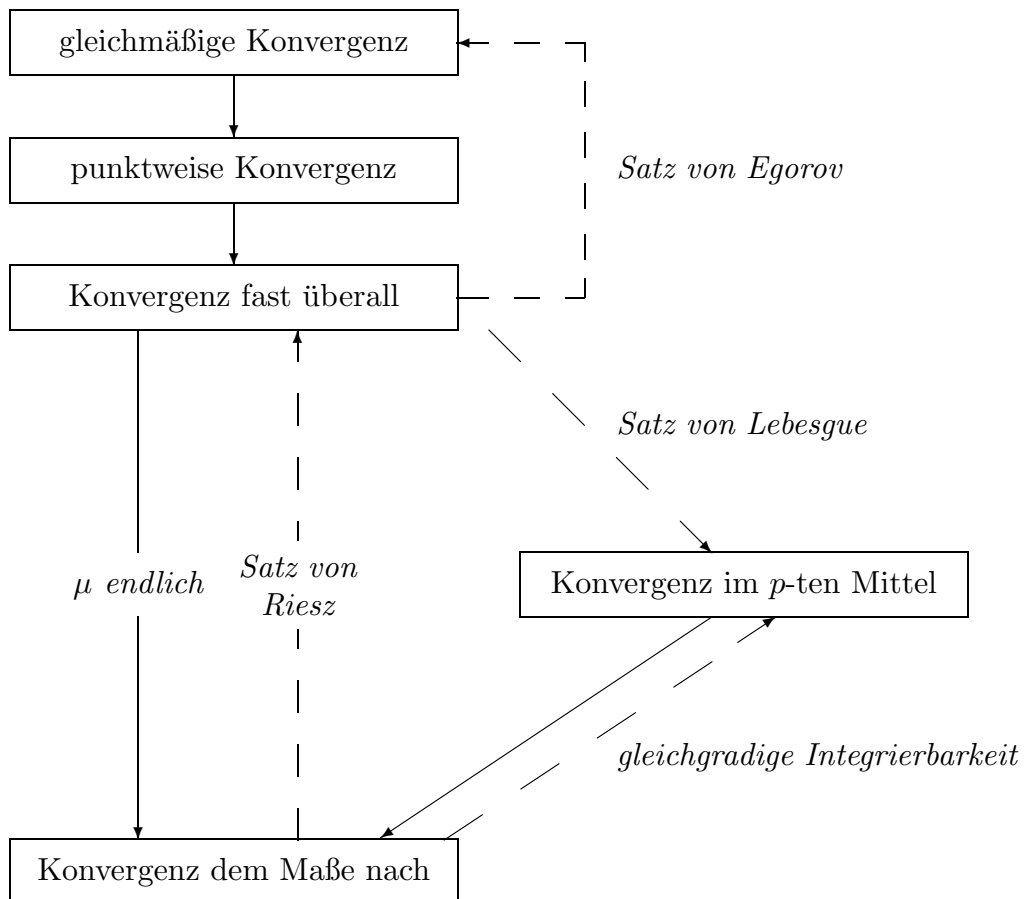 gleichmäßige Konvergenz
punktweise Konvergenz
Satz von Egorov
Konvergenz fast überall
Satz von Lebesgue
μ endlich
Satz von
Riesz
Konvergenz im p-ten Mittel
gleichgradige Integrierbarkeit
Konvergenz dem Maße nach